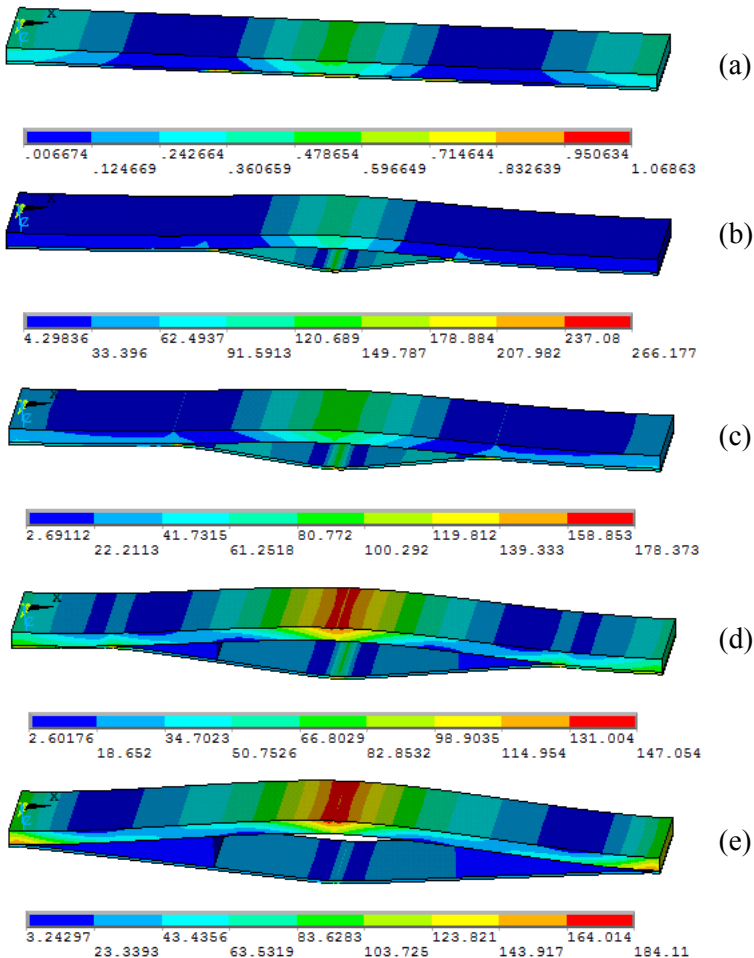 X
Z
(a)
.006674 .242664 .478654 .714644 .950634
.124669 .360659 .596649 .832639 1.06863
X
Z
(b)
4.29836 62.4937 120.689 178.884 237.08
33.396 91.5913 149.787 207.982 266.177
X
Z
(c)
2.69112 41.7315 80.772 119.812 158.853
22.2113 61.2518 100.292 139.333 178.373
X
Z
(d)
2.60176 34.7023 66.8029 98.9035 131.004
18.652 50.7526 82.8532 114.954 147.054
X
Z
(e)
3.24297 43.4356 83.6283 123.821 164.014
23.3393 63.5319 103.725 143.917 184.11